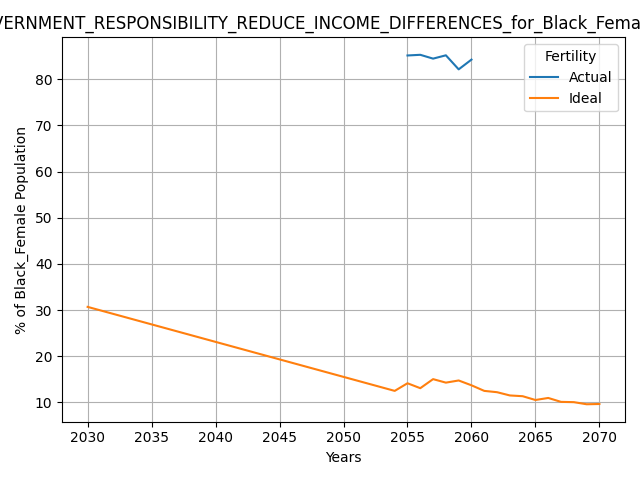 VERNMENT_RESPONSIBILITY_REDUCE_INCOME_DIFFERENCES_for_Black_Fema
Fertility
Actual
Ideal
% of Black_Female Population
80
70
60
50
40
30
20
10
2030 2035 2040 2045 2050 2055 2060 2065 2070
Years